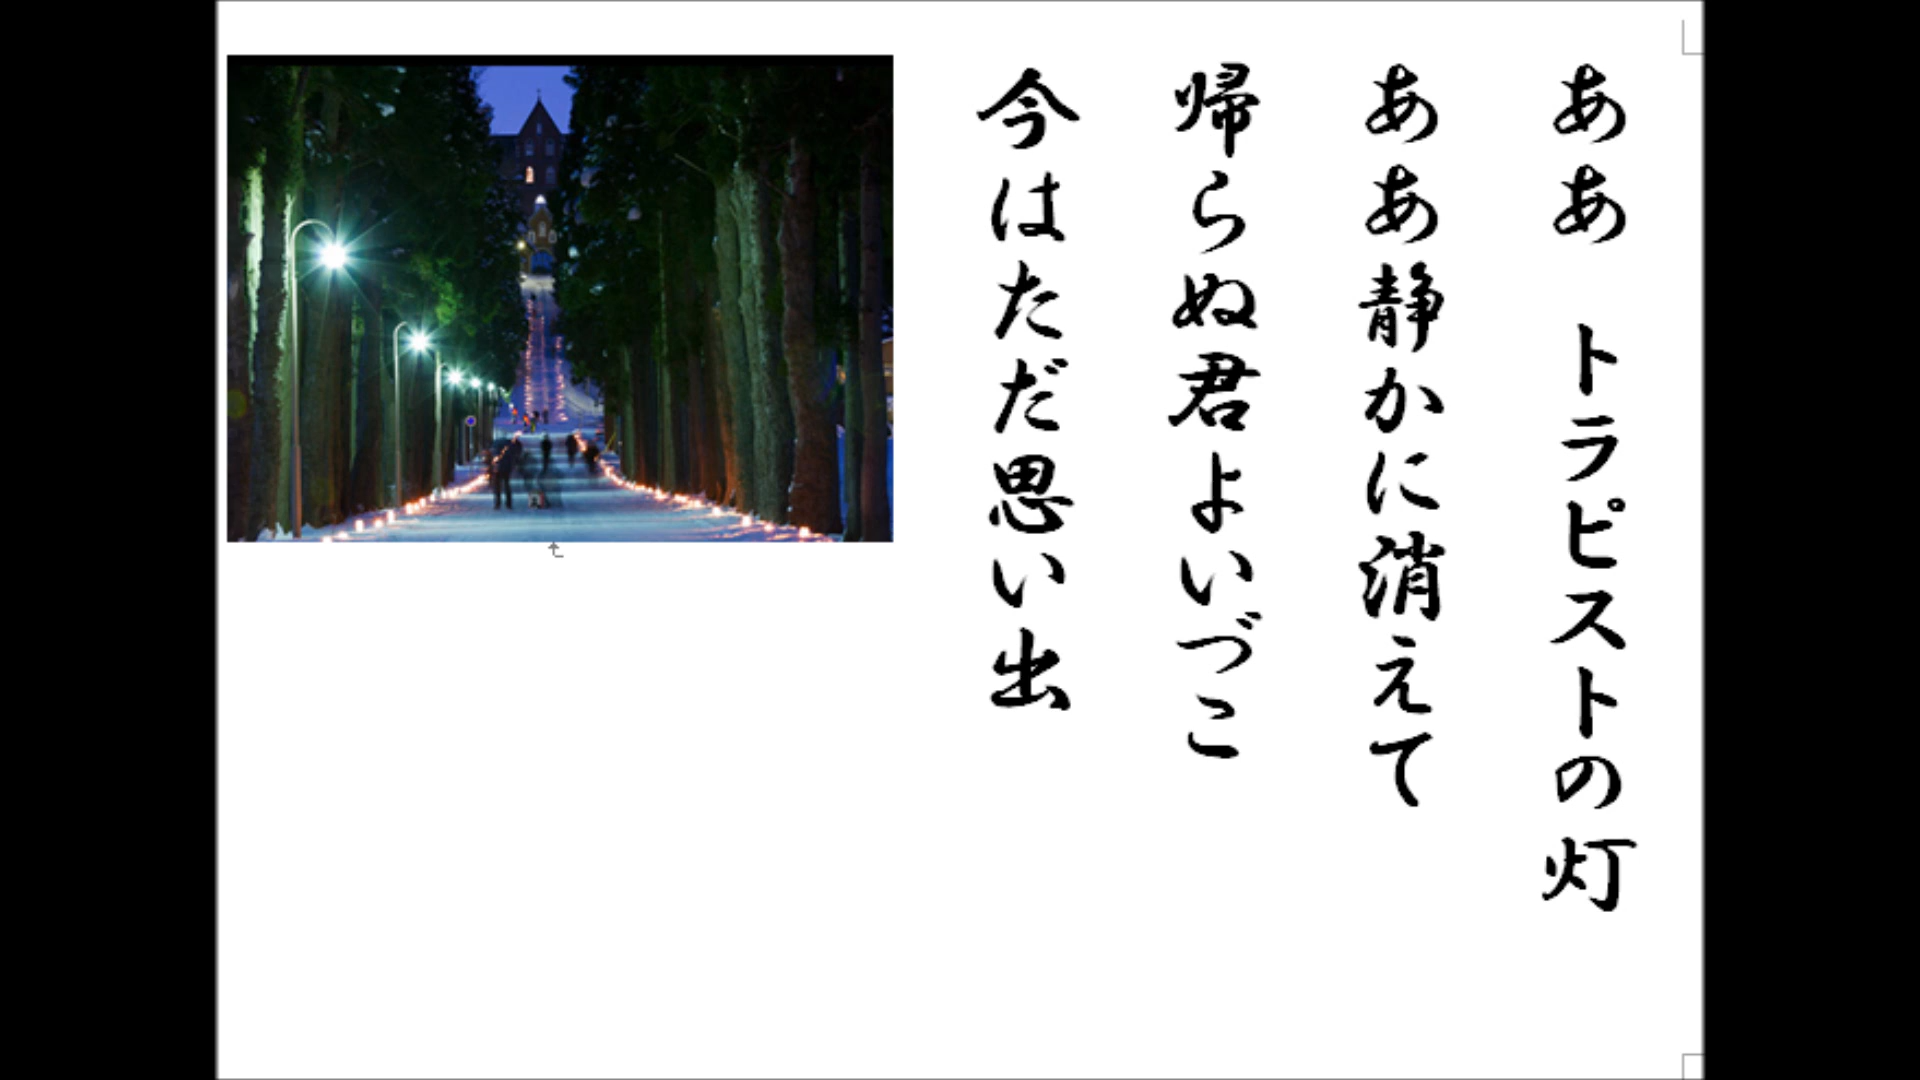 ああ　トラピストの灯
ああ静かに消えて
帰らぬ君よいづこ
今はただ思い出